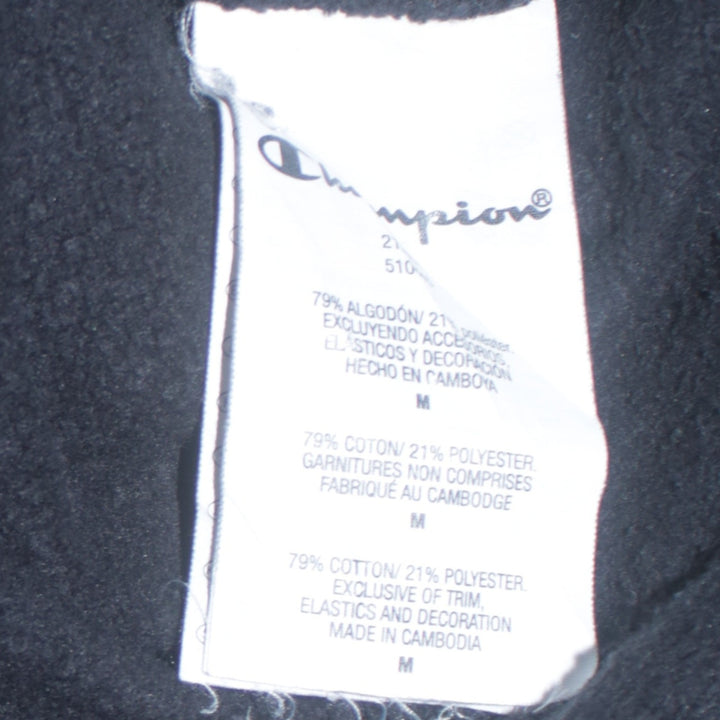 Champion®
79% ALGODÓN/ 21% poliéster.
EXCLUYENDO ACCESORIOS,
ELÁSTICOS Y DECORACIÓN
HECHO EN CAMBOYA
M
79% COTON/ 21% POLYESTER.
GARNITURES NON COMPRISES
FABRIQUÉ AU CAMBODGE
M
79% COTTON/ 21% POLYESTER.
EXCLUSIVE OF TRIM,
ELASTICS AND DECORATION
MADE IN CAMBODIA
M